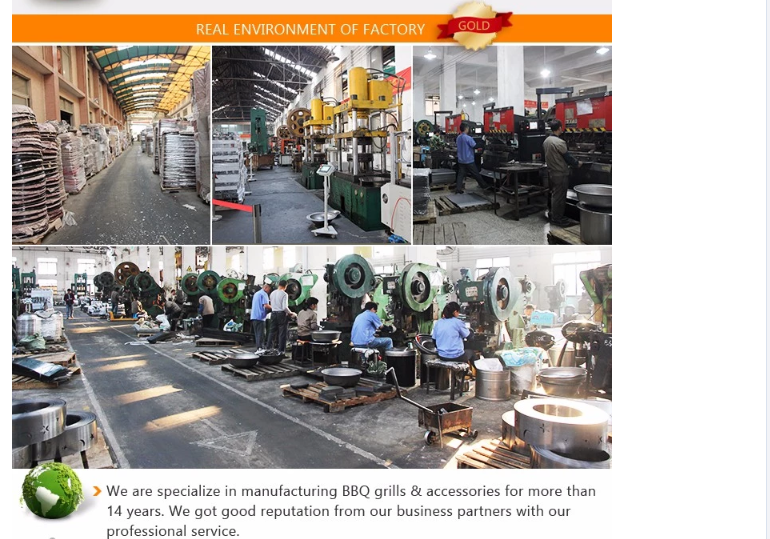 REAL ENVIRONMENT OF FACTORY
GOLD
We are specialize in manufacturing BBQ grills & accessories for more than
14 years. We got good reputation from our business partners with our
professional service.